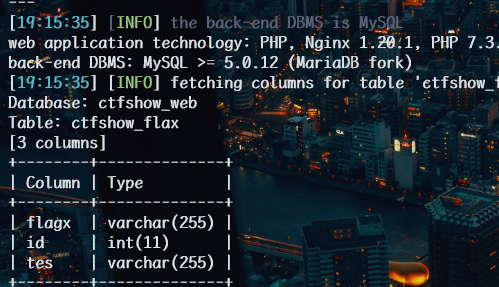 ---
[19:15:35] [INFO] the back-end DBMS is MySQL
web application technology: PHP, Nginx 1.20.1, PHP 7.3.
back-end DBMS: MySQL >= 5.0.12 (MariaDB fork)
[19:15:35] [INFO] fetching columns for table 'ctfshow_f
Database: ctfshow_web
Table: ctfshow_flax
[3 columns]
+--------+--------------+
| Column | Type         |
+--------+--------------+
| flagx  | varchar(255) |
| id     | int(11)      |
| tes    | varchar(255) |
+--------+--------------+